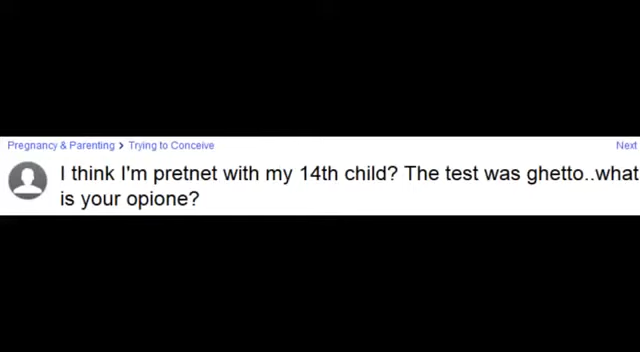 Pregnancy & Parenting > Trying to Conceive Next
I think I'm pretnet with my 14th child? The test was ghetto..what
is your opione?